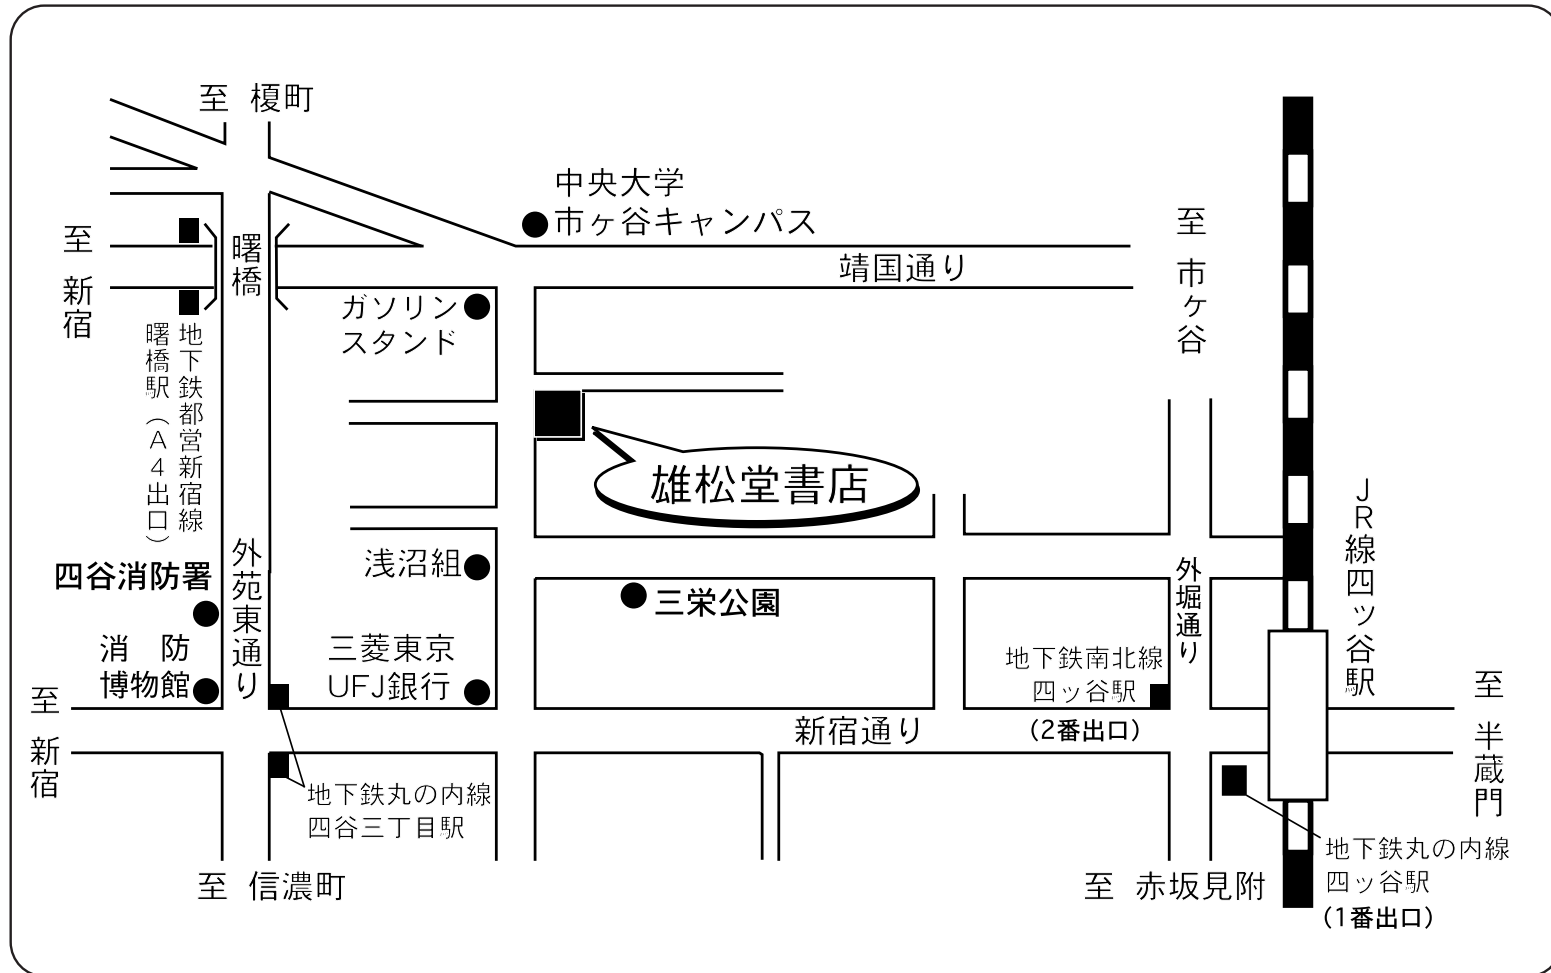 至 榎町
中央大学
市ヶ谷キャンパス
至 市ヶ谷
至 新宿
曙橋
靖国通り
ガソリン
スタンド
地下鉄都営新宿線
曙橋駅（A4出口）
雄松堂書店
JR線四ッ谷駅
外苑東通り
浅沼組
外堀通り
四谷消防署
三栄公園
消 防
博物館
三菱東京
UFJ銀行
地下鉄南北線
四ッ谷駅
(2番出口)
至 新宿
新宿通り
至 半蔵門
地下鉄丸の内線
四谷三丁目駅
地下鉄丸の内線
四ッ谷駅
(1番出口)
至 信濃町
至 赤坂見附